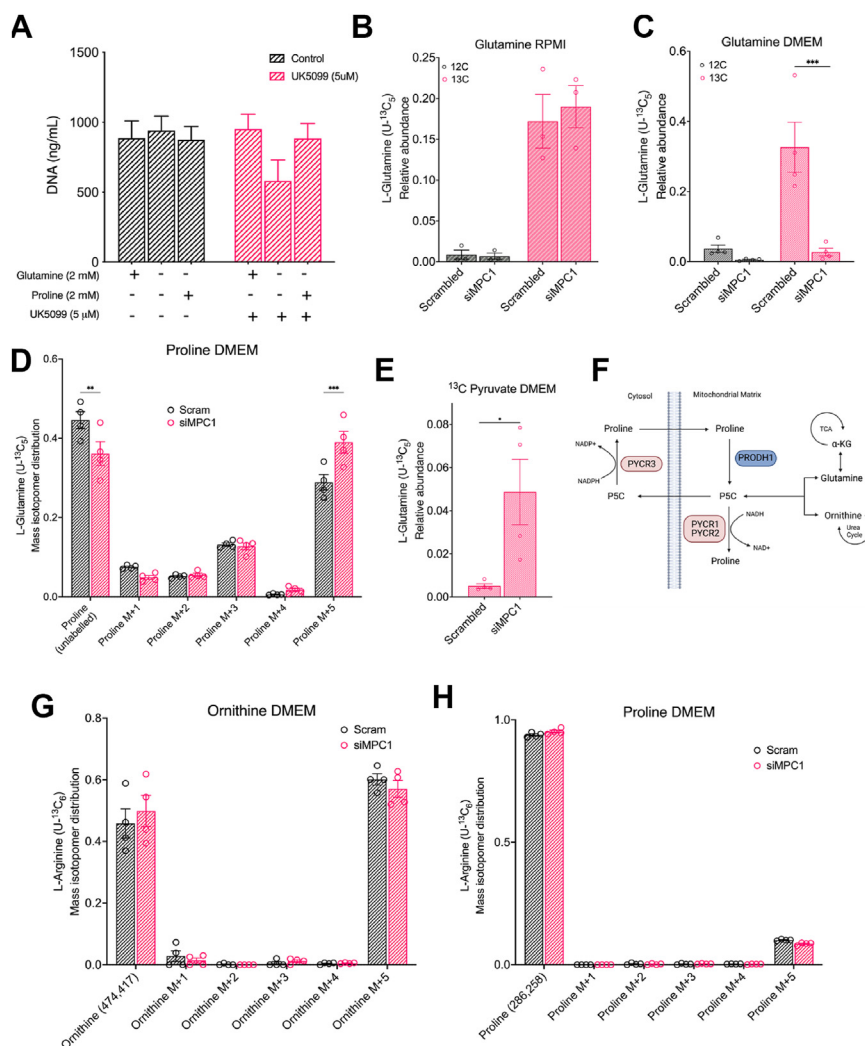 A
1500
1000
500
0
DNA (ng/mL)
Control
UK5099 (5uM)
Glutamine (2 mM) + - - + - -
Proline (2 mM) - - + - - +
UK5099 (5 µM) - - - + + +
B
Glutamine RPMI
12C
13C
0.25
0.20
0.15
0.10
0.05
0.00
L-Glutamine (U-¹³C₅)
Relative abundance
Scrambled
siMPC1
Scrambled
siMPC1
C
Glutamine DMEM
12C
13C
***
0.6
0.4
0.2
0.0
L-Glutamine (U-¹³C₅)
Relative abundance
Scrambled
siMPC1
Scrambled
siMPC1
D
Proline DMEM
Scram
siMPC1
**
***
0.6
0.4
0.2
0.0
L-Glutamine (U-¹³C₅)
Mass isotopomer distribution
Proline
(unlabelled)
Proline M+1
Proline M+2
Proline M+3
Proline M+4
Proline M+5
E
¹³C Pyruvate DMEM
*
0.10
0.08
0.06
0.04
0.02
0.00
L-Glutamine (U-¹³C₅)
Relative abundance
Scrambled
siMPC1
F
Cytosol
Mitochondrial Matrix
Proline
Proline
NADP+
NADPH
PYCR3
PRODH1
TCA
α-KG
Glutamine
P5C
P5C
Ornithine
Urea
Cycle
PYCR1
PYCR2
NADH
NAD+
Proline
G
Ornithine DMEM
Scram
siMPC1
0.8
0.6
0.4
0.2
0.0
L-Arginine (U-¹³C₆)
Mass isotopomer distribution
Ornithine (474,417)
Ornithine M+1
Ornithine M+2
Ornithine M+3
Ornithine M+4
Ornithine M+5
H
Proline DMEM
Scram
siMPC1
1.0
0.5
0.0
L-Arginine (U-¹³C₆)
Mass isotopomer distribution
Proline (286,258)
Proline M+1
Proline M+2
Proline M+3
Proline M+4
Proline M+5